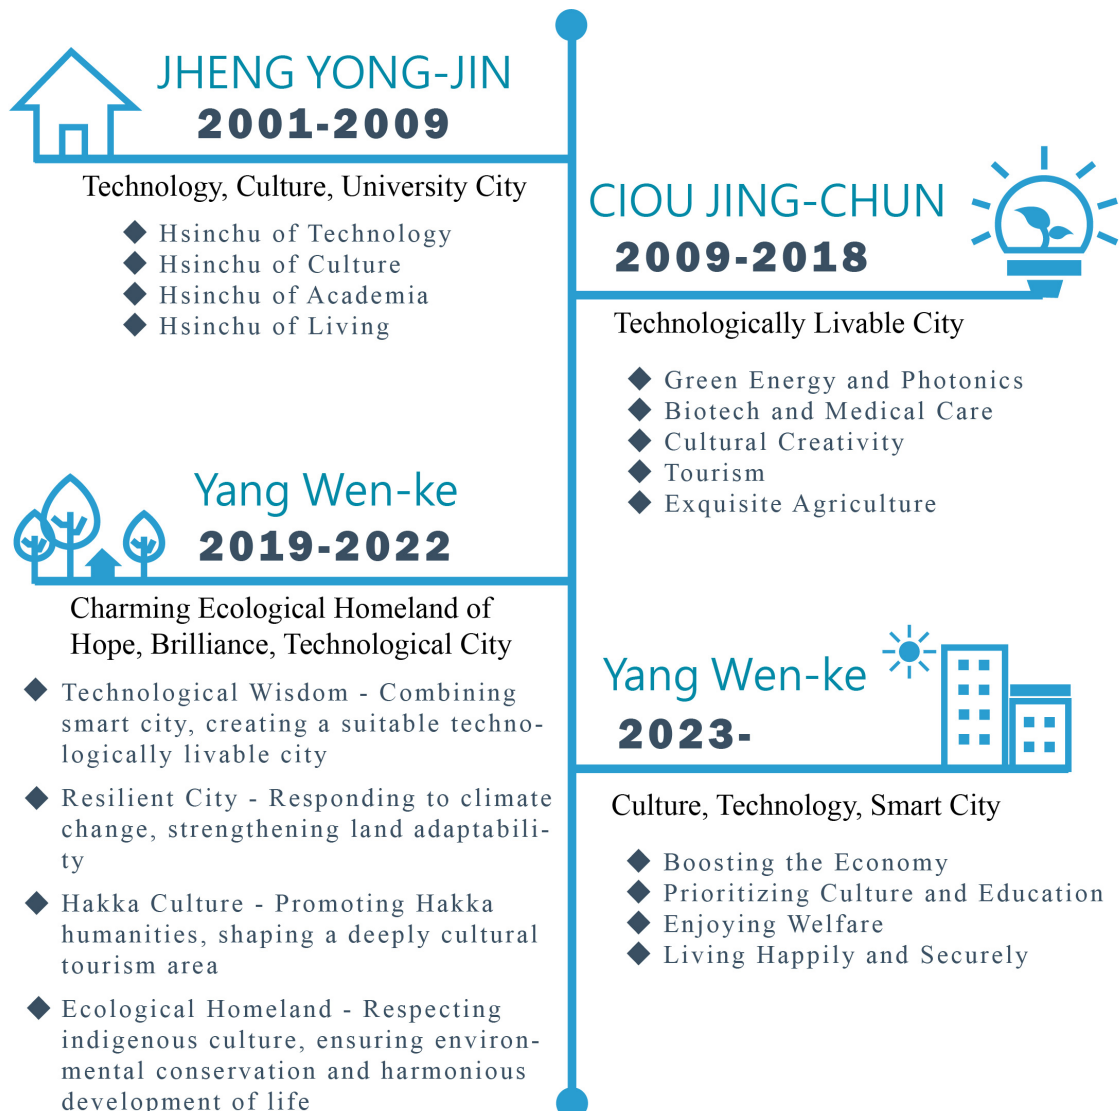 JHENG YONG-JIN
2001-2009
Technology, Culture, University City
Hsinchu of Technology
Hsinchu of Culture
Hsinchu of Academia
Hsinchu of Living
CIOU JING-CHUN
2009-2018
Technologically Livable City
Green Energy and Photonics
Biotech and Medical Care
Cultural Creativity
Tourism
Exquisite Agriculture
Yang Wen-ke
2019-2022
Charming Ecological Homeland of
Hope, Brilliance, Technological City
Technological Wisdom - Combining
smart city, creating a suitable techno-
logically livable city
Resilient City - Responding to climate
change, strengthening land adaptabili-
ty
Hakka Culture - Promoting Hakka
humanities, shaping a deeply cultural
tourism area
Ecological Homeland - Respecting
indigenous culture, ensuring environ-
mental conservation and harmonious
development of life
Yang Wen-ke
2023-
Culture, Technology, Smart City
Boosting the Economy
Prioritizing Culture and Education
Enjoying Welfare
Living Happily and Securely